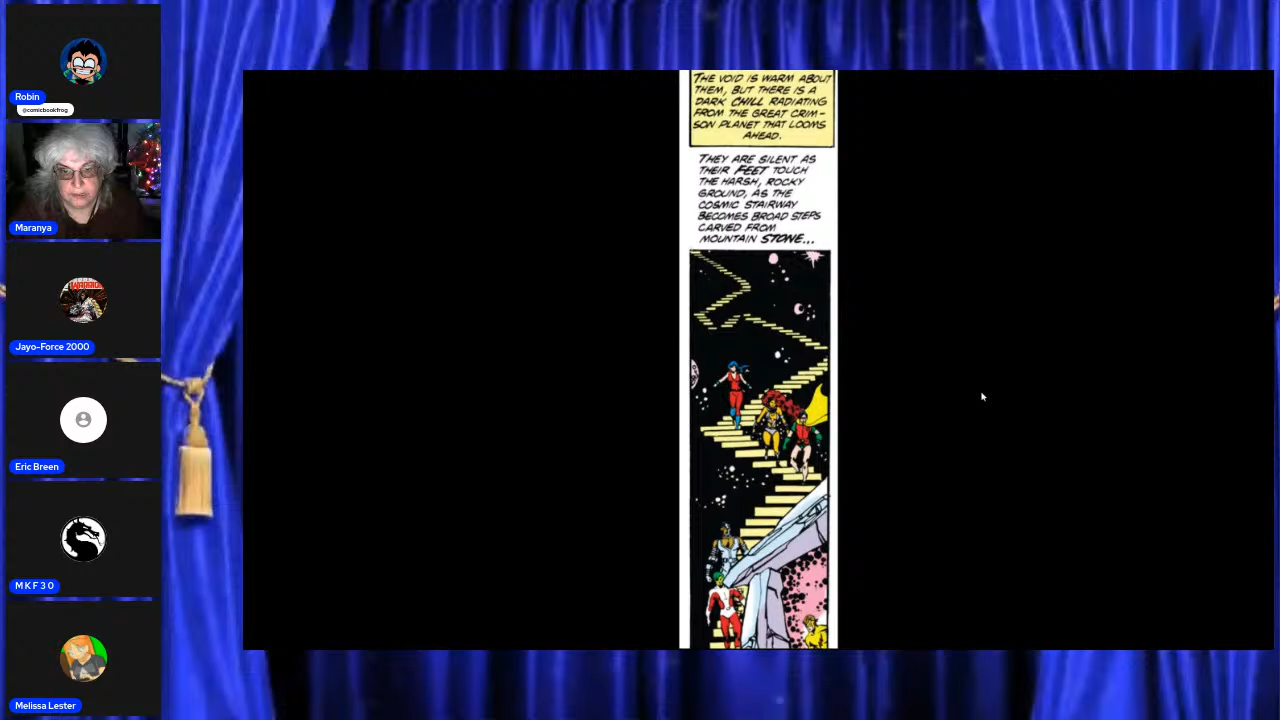 Robin
@comicbookfrog
Maranya
Jayo-Force 2000
Eric Breen
M K F 3 0
Melissa Lester
THE VOID IS WARM ABOUT
THEM, BUT THERE IS A
DARK CHILL RADIATING
FROM THE GREAT CRIM-
SON PLANET THAT LOOMS
AHEAD.
THEY ARE SILENT AS
THEIR FEET TOUCH
THE HARSH, ROCKY
GROUND, AS THE
COSMIC STAIRWAY
BECOMES BROAD STEPS
CARVED FROM
MOUNTAIN STONE...